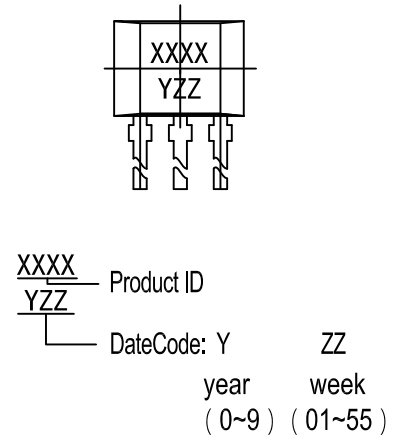 XXXX
YZZ
XXXX Product ID
YZZ
DateCode: Y ZZ
year week
( 0~9 ) ( 01~55 )